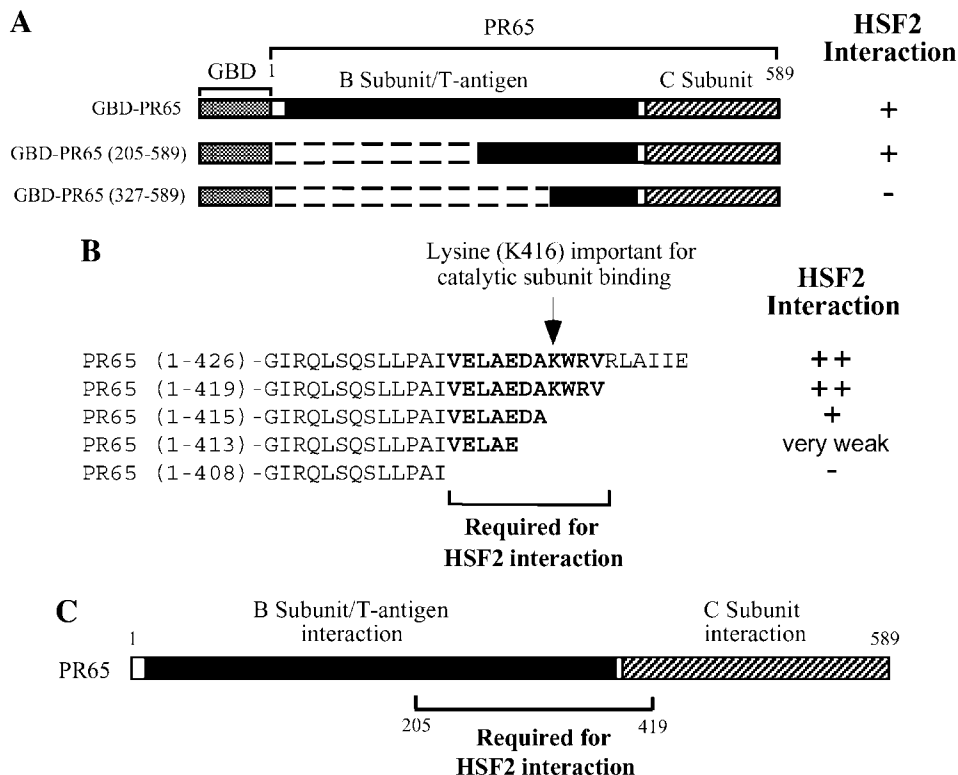 A
PR65
HSF2
Interaction
GBD
1
B Subunit/T-antigen
C Subunit
589
GBD-PR65
+
GBD-PR65 (205-589)
+
GBD-PR65 (327-589)
-
B
Lysine (K416) important for
catalytic subunit binding
HSF2
Interaction
PR65 (1-426)-GIRQLSQSLLPAIVELAEDAKWRVRLAIIE
++
PR65 (1-419)-GIRQLSQSLLPAIVELAEDAKWRV
++
PR65 (1-415)-GIRQLSQSLLPAIVELAEDA
+
PR65 (1-413)-GIRQLSQSLLPAIVELAE
very weak
PR65 (1-408)-GIRQLSQSLLPAI
-
Required for
HSF2 interaction
C
B Subunit/T-antigen
interaction
C Subunit
interaction
1
589
PR65
205
419
Required for
HSF2 interaction